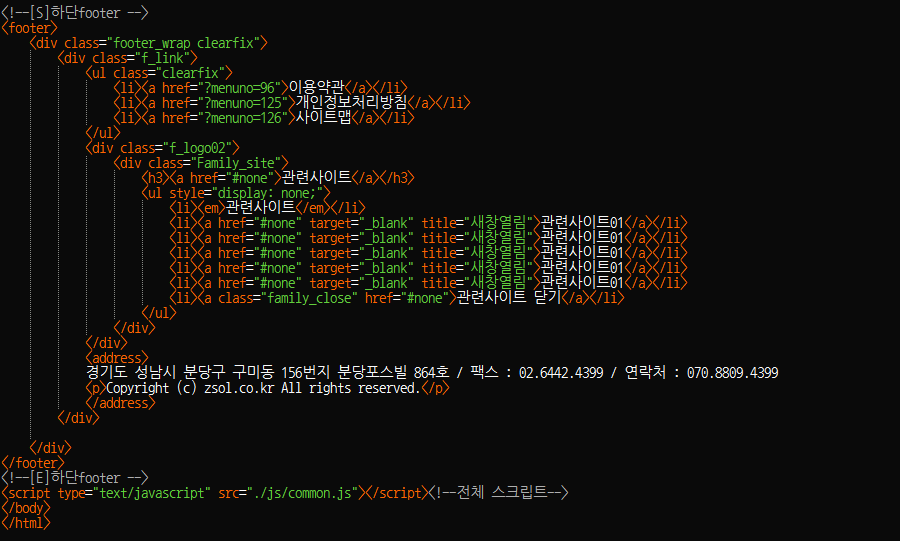 <!--[S]하단footer -->
<footer>
<div class="footer_wrap clearfix">
<div class="f_link">
<ul class="clearfix">
<li><a href="?menuno=96">이용약관</a></li>
<li><a href="?menuno=125">개인정보처리방침</a></li>
<li><a href="?menuno=126">사이트맵</a></li>
</ul>
<div class="f_logo02">
<div class="Family_site">
<h3><a href="#none">관련사이트</a></h3>
<ul style="display: none;">
<li><em>관련사이트</em></li>
<li><a href="#none" target="_blank" title="새창열림">관련사이트01</a></li>
<li><a href="#none" target="_blank" title="새창열림">관련사이트01</a></li>
<li><a href="#none" target="_blank" title="새창열림">관련사이트01</a></li>
<li><a href="#none" target="_blank" title="새창열림">관련사이트01</a></li>
<li><a href="#none" target="_blank" title="새창열림">관련사이트01</a></li>
<li><a class="family_close" href="#none">관련사이트 닫기</a></li>
</ul>
</div>
</div>
<address>
경기도 성남시 분당구 구미동 156번지 분당포스빌 864호 / 팩스 : 02.6442.4399 / 연락처 : 070.8809.4399
<p>Copyright (c) zsol.co.kr All rights reserved.</p>
</address>
</div>
</div>
</footer>
<!--[E]하단footer -->
<script type="text/javascript" src="./js/common.js"></script><!--전체 스크립트-->
</body>
</html>